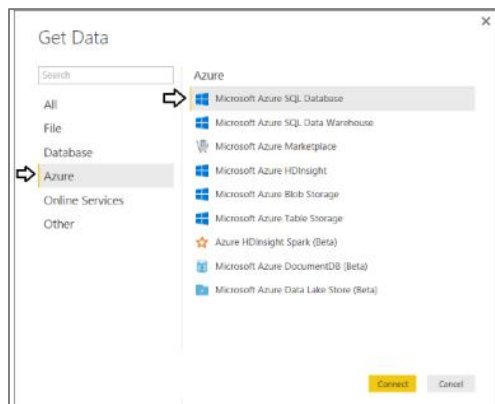 Get Data
Search
All
File
Database
Azure
Online Services
Other
Azure
Microsoft Azure SQL Database
Microsoft Azure SQL Data Warehouse
Microsoft Azure Marketplace
Microsoft Azure HDInsight
Microsoft Azure Blob Storage
Microsoft Azure Table Storage
Azure HDInsight Spark (Beta)
Microsoft Azure DocumentDB (Beta)
Microsoft Azure Data Lake Store (Beta)
Connect
Cancel